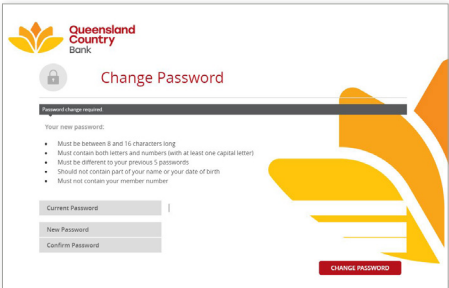 Queensland
Country
Bank
Change Password
Password change required.
Your new password:
• Must be between 8 and 16 characters long
• Must contain both letters and numbers (with at least one capital letter)
• Must be different to your previous 5 passwords
• Should not contain part of your name or your date of birth
• Must not contain your member number
Current Password
New Password
Confirm Password
CHANGE PASSWORD